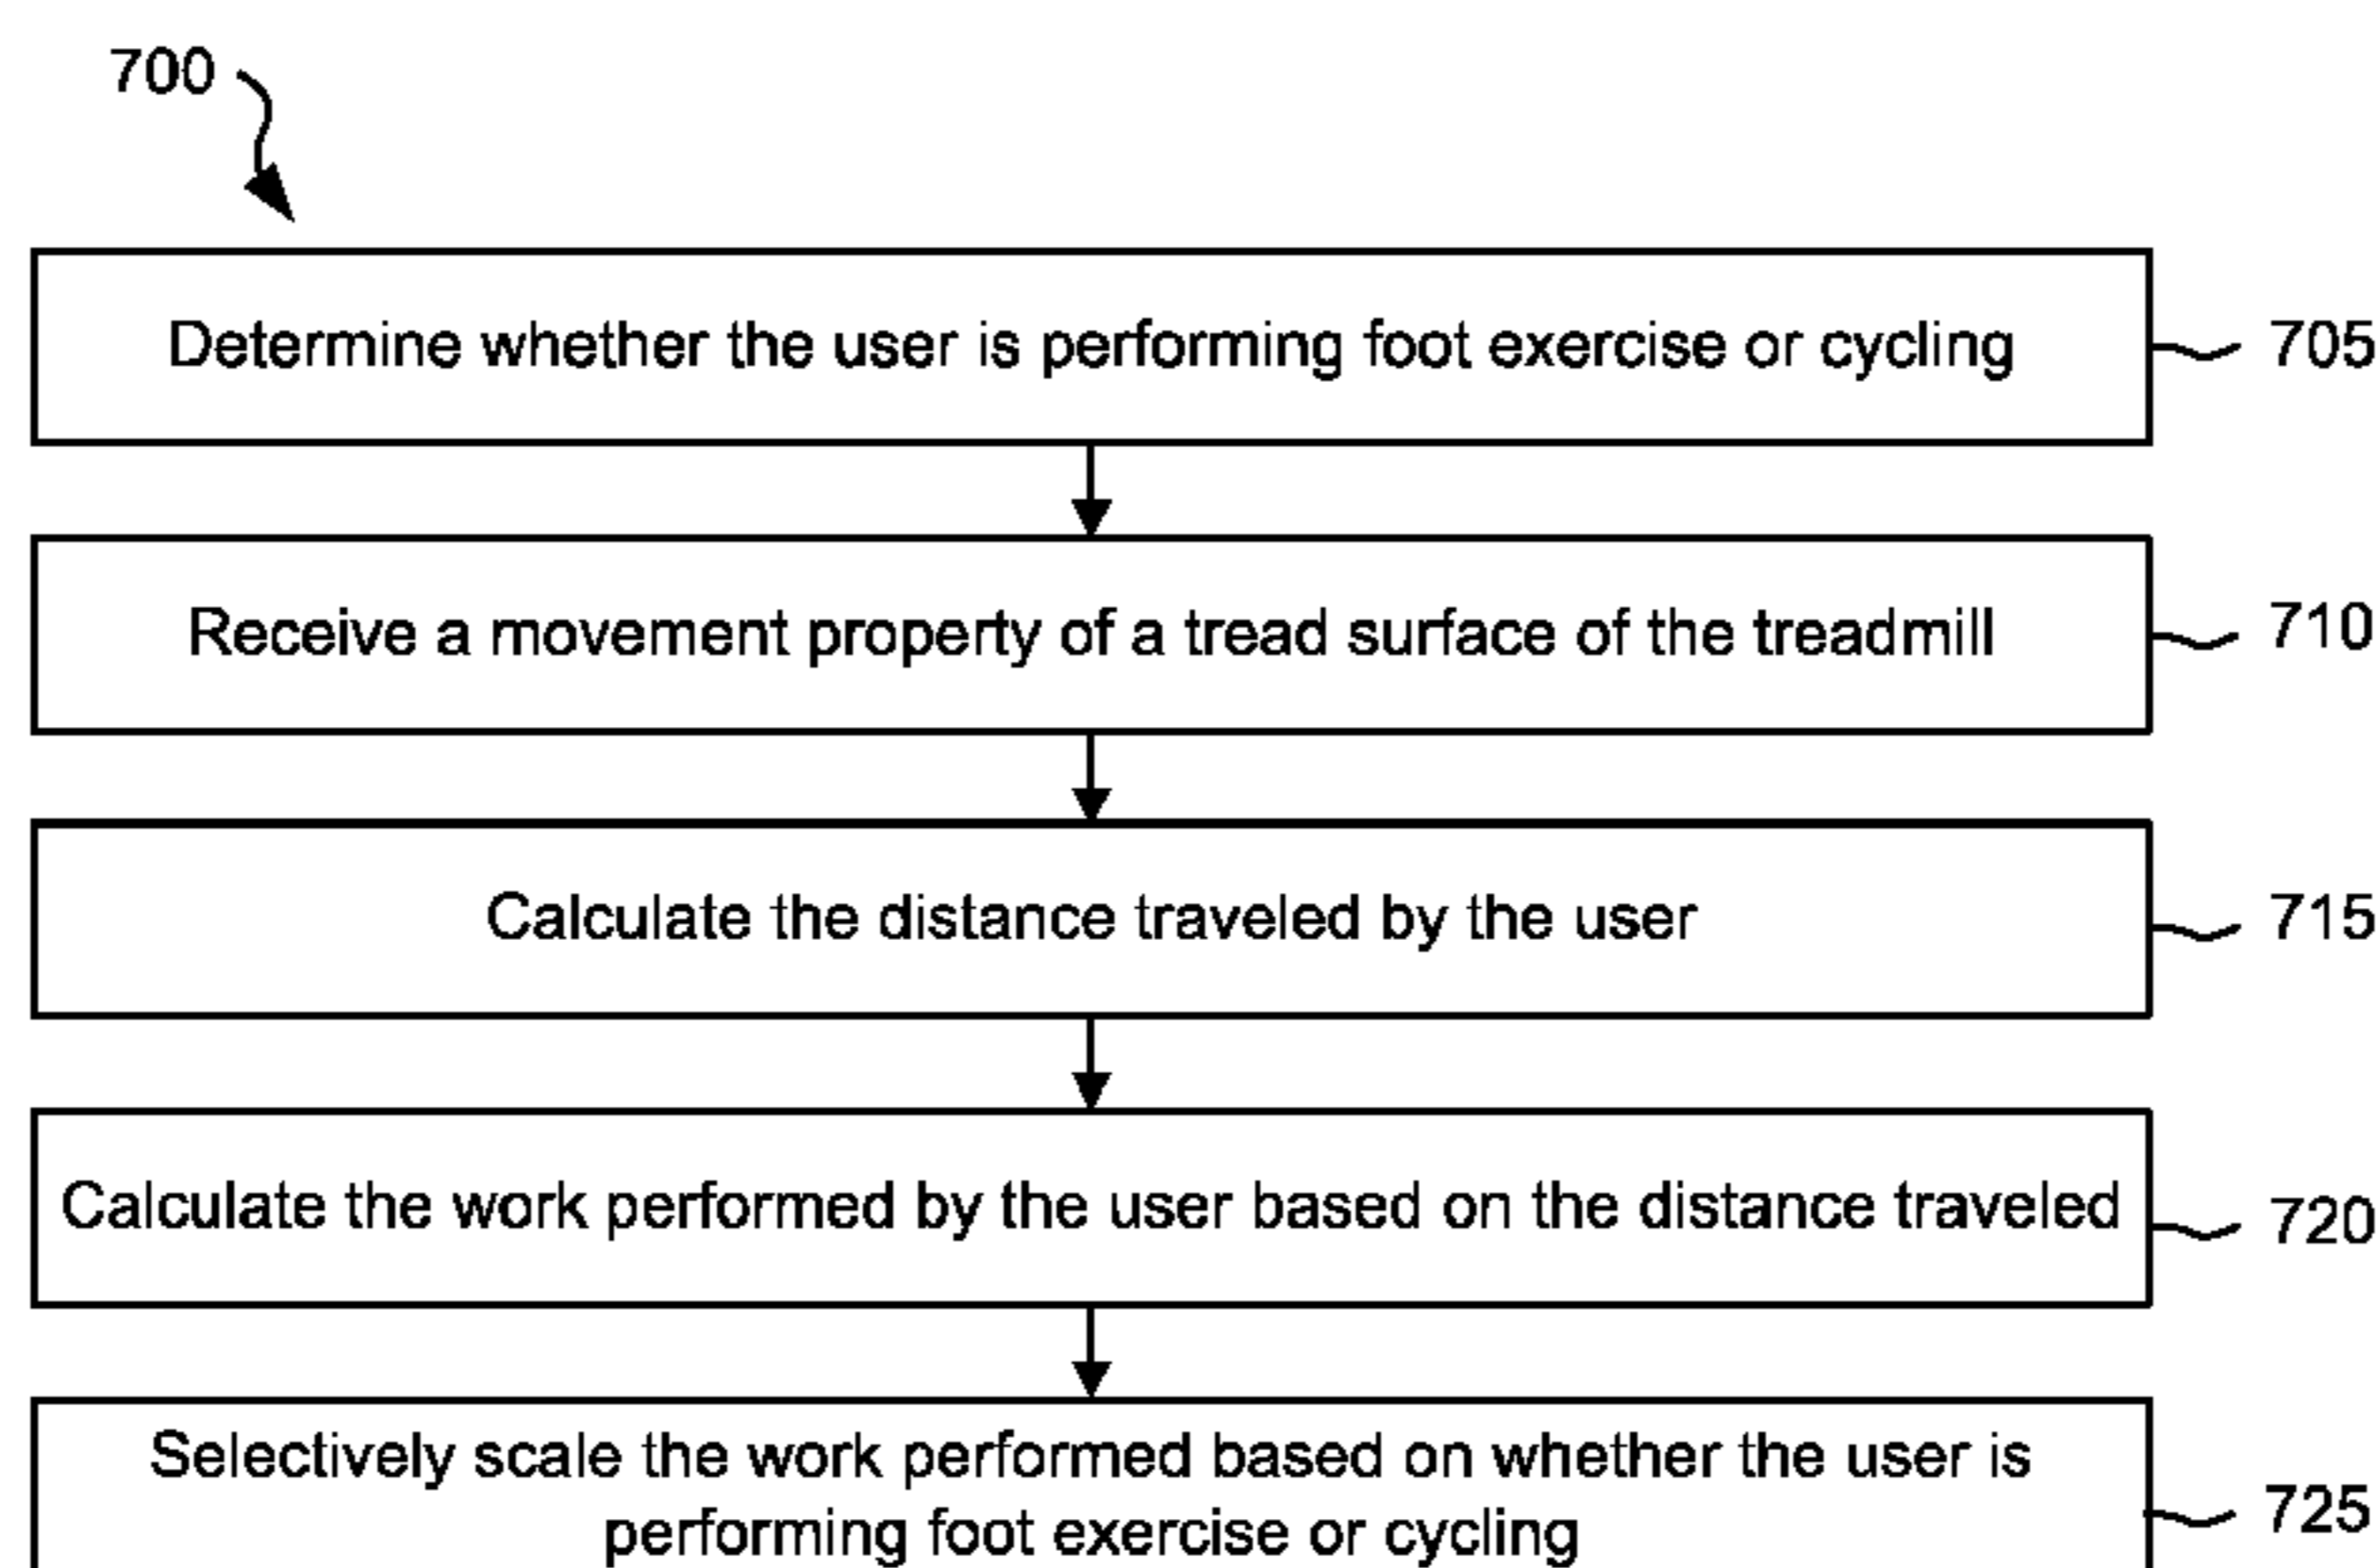 700
Determine whether the user is performing foot exercise or cycling
705
Receive a movement property of a tread surface of the treadmill
710
Calculate the distance traveled by the user
715
Calculate the work performed by the user based on the distance traveled
720
Selectively scale the work performed based on whether the user is
performing foot exercise or cycling
725